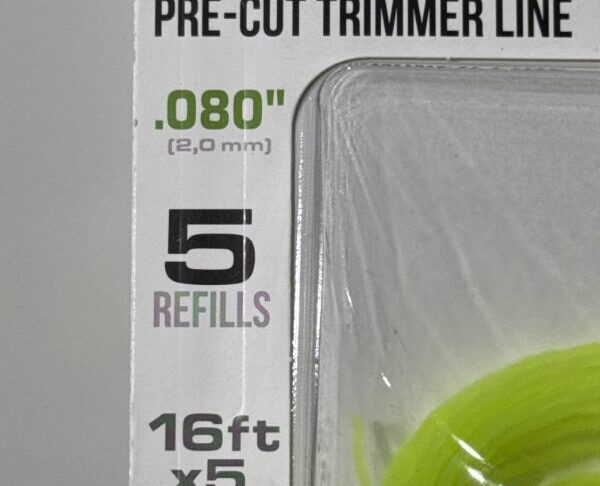 PRE-CUT TRIMMER LINE
.080"
(2,0 mm)
5
REFILLS
16ft
x5